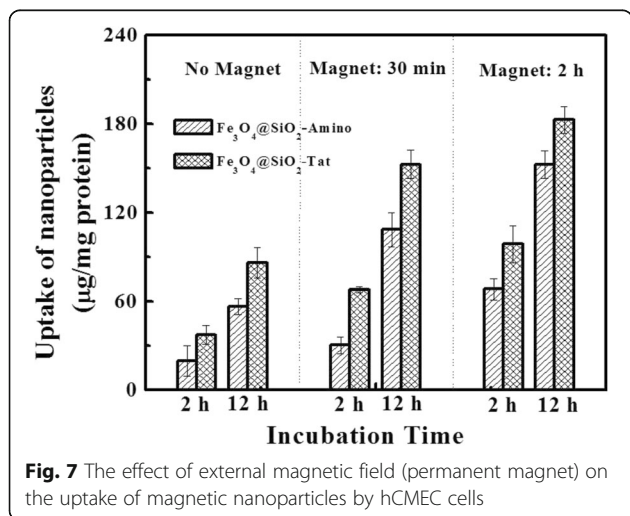 240
180
120
60
0
Uptake of nanoparticles
(μg/mg protein)
No Magnet
Magnet: 30 min
Magnet: 2 h
Fe₃O₄@SiO₂-Amino
Fe₃O₄@SiO₂-Tat
2 h 12 h 2 h 12 h 2 h 12 h
Incubation Time
Fig. 7 The effect of external magnetic field (permanent magnet) on
the uptake of magnetic nanoparticles by hCMEC cells